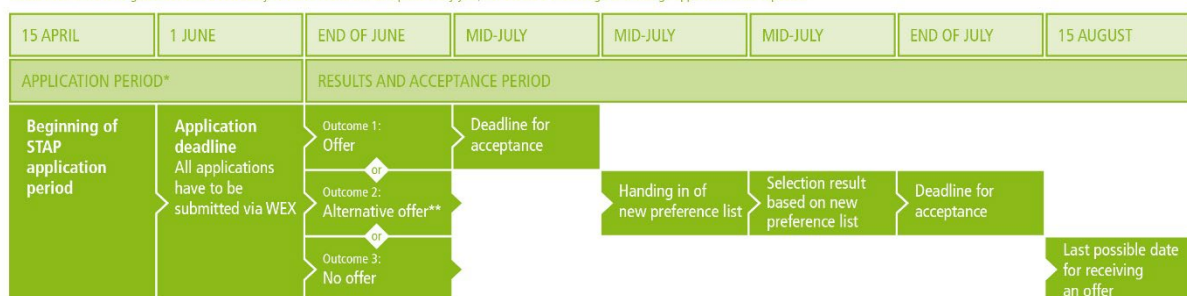 15 APRIL
1 JUNE
END OF JUNE
MID-JULY
MID-JULY
MID-JULY
END OF JULY
15 AUGUST
APPLICATION PERIOD*
RESULTS AND ACCEPTANCE PERIOD
Beginning of
STAP
application
period
Application
deadline
All applications
have to be
submitted via WEX
Outcome 1:
Offer
or
Outcome 2:
Alternative offer**
or
Outcome 3:
No offer
Deadline for
acceptance
Handing in of
new preference list
Selection result
based on new
preference list
Deadline for
acceptance
Last possible date
for receiving
an offer